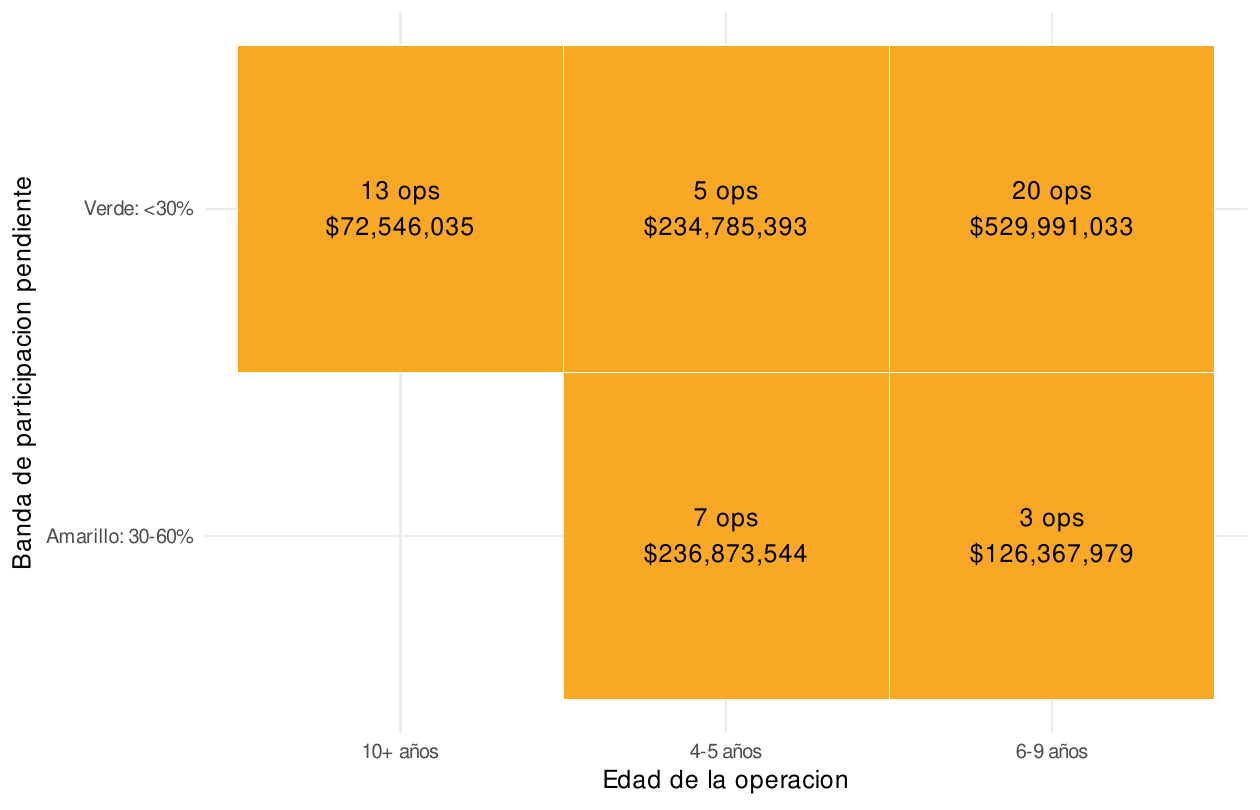 Banda de participacion pendiente
Verde: <30%
13 ops
$72,546,035
5 ops
$234,785,393
20 ops
$529,991,033
Amarillo: 30-60%
7 ops
$236,873,544
3 ops
$126,367,979
10+ años
4-5 años
6-9 años
Edad de la operacion